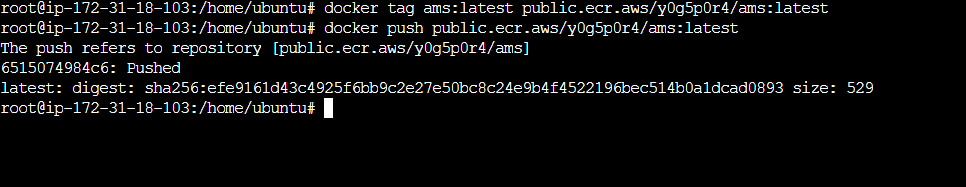 root@ip-172-31-18-103:/home/ubuntu# docker tag ams:latest public.ecr.aws/y0g5p0r4/ams:latest
root@ip-172-31-18-103:/home/ubuntu# docker push public.ecr.aws/y0g5p0r4/ams:latest
The push refers to repository [public.ecr.aws/y0g5p0r4/ams]
6515074984c6: Pushed
latest: digest: sha256:efe9161d43c4925f6bb9c2e27e50bc8c24e9b4f4522196bec514b0a1dcad0893 size: 529
root@ip-172-31-18-103:/home/ubuntu#